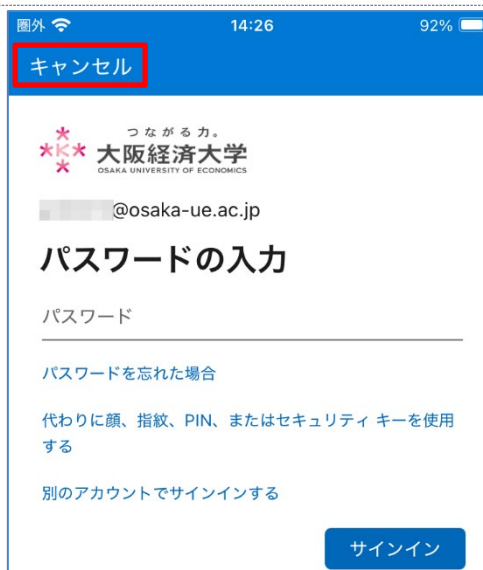 圏外 14:26 92%
キャンセル
つながる力。
大阪経済大学
OSAKA UNIVERSITY OF ECONOMICS
@osaka-ue.ac.jp
パスワードの入力
パスワード
パスワードを忘れた場合
代わりに顔、指紋、PIN、またはセキュリティ キーを使用
する
別のアカウントでサインインする
サインイン